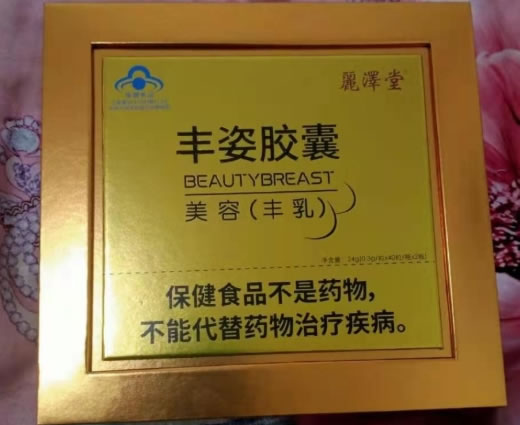 麗澤堂
丰姿胶囊
BEAUTYBREAST
美容(丰乳)
保健食品不是药物,
不能代替药物治疗疾病。